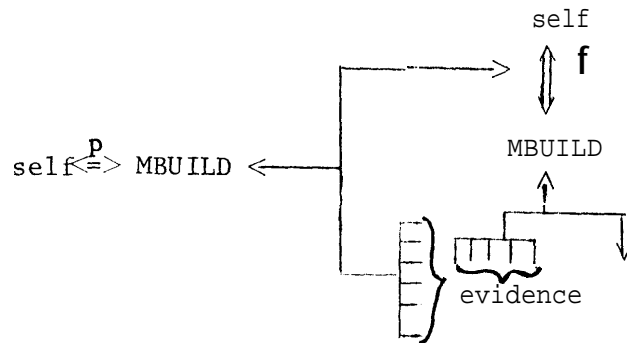 self
f
p
self <=> MBUILD
MBUILD
evidence